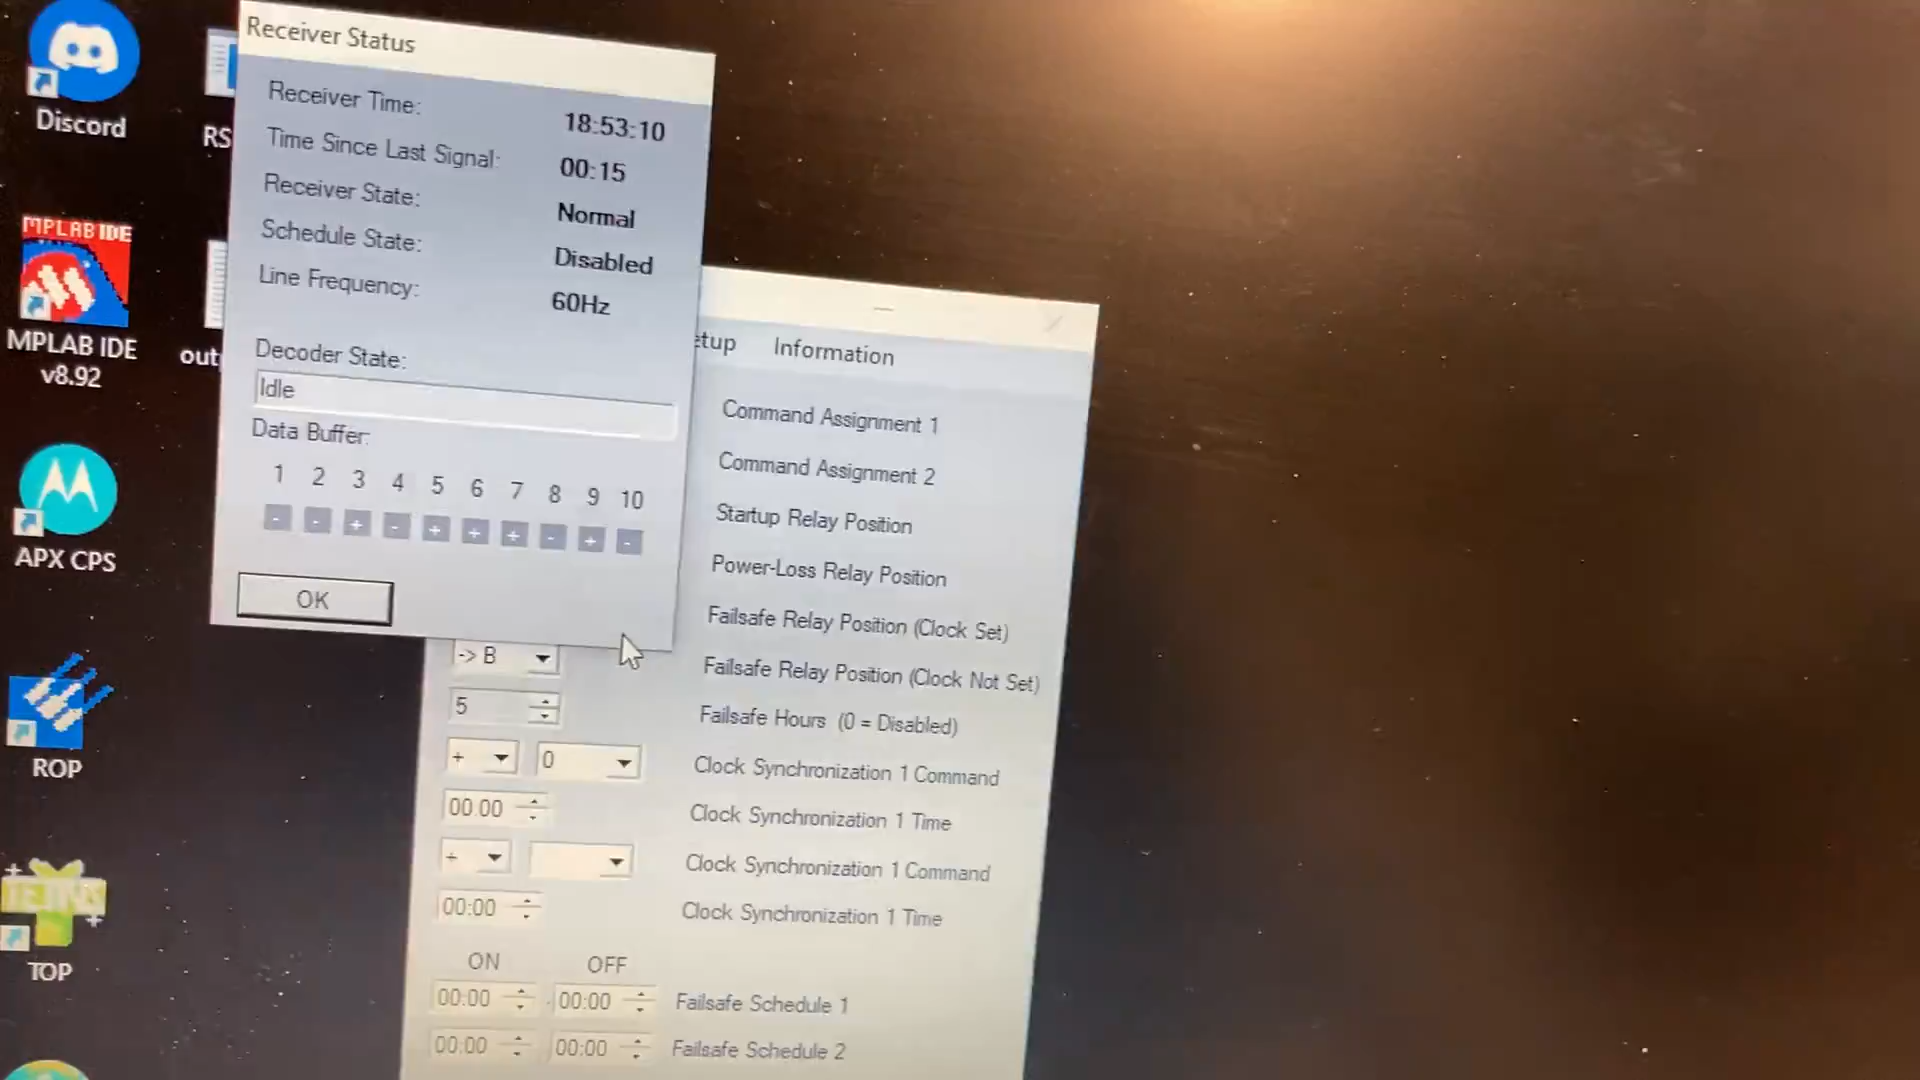 Receiver Status
Receiver Time: 18:53:10
Time Since Last Signal: 00:15
Receiver State: Normal
Schedule State: Disabled
Line Frequency: 60Hz
Decoder State:
Idle
Data Buffer:
1 2 3 4 5 6 7 8 9 10
- - + - + + + - + -
OK
Discord
RS
MPLAB IDE
MPLAB IDE
v8.92
out
APX CPS
ROP
TETRIS
TOP
etup Information
Command Assignment 1
Command Assignment 2
Startup Relay Position
Power-Loss Relay Position
Failsafe Relay Position (Clock Set)
-> B Failsafe Relay Position (Clock Not Set)
5 Failsafe Hours (0 = Disabled)
+ 0 Clock Synchronization 1 Command
00:00 Clock Synchronization 1 Time
+ Clock Synchronization 1 Command
00:00 Clock Synchronization 1 Time
ON OFF
00:00 - 00:00 Failsafe Schedule 1
00:00 00:00 Failsafe Schedule 2